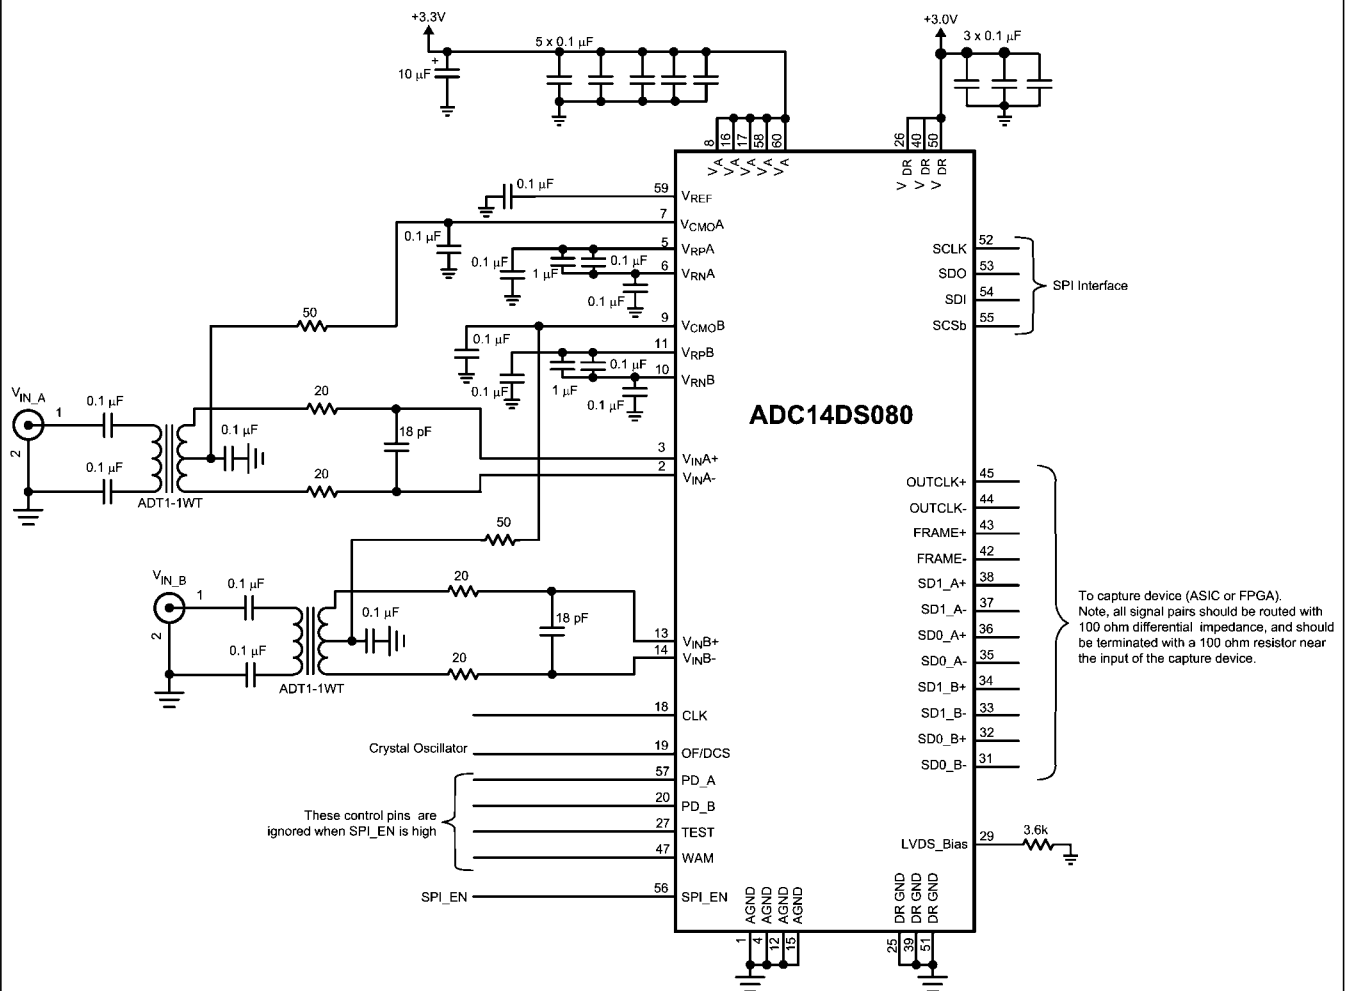 +3.3V
+3.0V
5 x 0.1 µF
3 x 0.1 µF
+
10 µF
8
16
17
58
60
26
40
50
VA
VA
VA
VA
VA
VDR
VDR
VDR
0.1 µF
59
VREF
7
VCMOA
0.1 µF
5
VRPA
0.1 µF
1 µF
0.1 µF
6
VRNA
0.1 µF
52
SCLK
53
SDO
54
SDI
55
SCSb
SPI Interface
50
9
VCMOB
0.1 µF
11
VRPB
0.1 µF
1 µF
0.1 µF
10
VRNB
0.1 µF
ADC14DS080
VIN_A
1
2
0.1 µF
0.1 µF
ADT1-1WT
0.1 µF
20
20
18 pF
3
VINA+
2
VINA-
50
VIN_B
1
2
0.1 µF
0.1 µF
ADT1-1WT
0.1 µF
20
20
18 pF
13
VINB+
14
VINB-
45
OUTCLK+
44
OUTCLK-
43
FRAME+
42
FRAME-
38
SD1_A+
37
SD1_A-
36
SD0_A+
35
SD0_A-
34
SD1_B+
33
SD1_B-
32
SD0_B+
31
SD0_B-
To capture device (ASIC or FPGA).
Note, all signal pairs should be routed with
100 ohm differential impedance, and should
be terminated with a 100 ohm resistor near
the input of the capture device.
18
CLK
Crystal Oscillator
19
OF/DCS
57
PD_A
20
PD_B
27
TEST
47
WAM
These control pins are
ignored when SPI_EN is high
SPI_EN
56
SPI_EN
LVDS_Bias
29
3.6k
AGND
AGND
AGND
AGND
DR GND
DR GND
DR GND
1
4
12
15
25
39
51